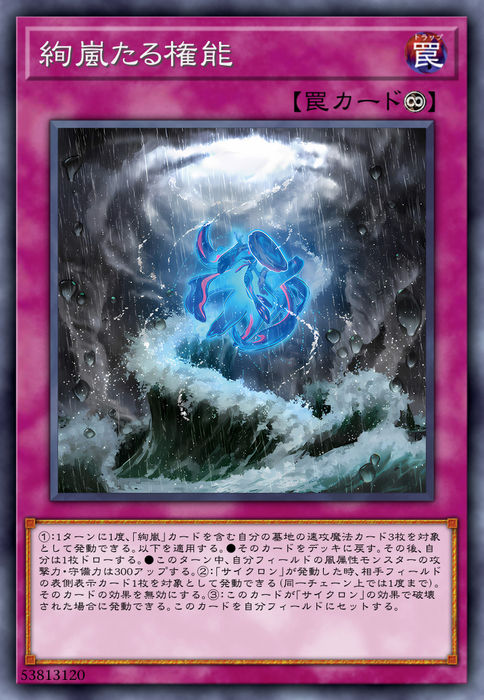 絢嵐たる権能
トラップ
罠
【罠カード】
①:1ターンに1度、「絢嵐」カードを含む自分の墓地の速攻魔法カード3枚を対象
として発動できる。以下を適用する。●そのカードをデッキに戻す。その後、自
分は1枚ドローする。●このターン中、自分フィールドの風属性モンスターの攻
撃力・守備力は300アップする。②:「サイクロン」が発動した時、相手フィールド
の表側表示カード1枚を対象として発動できる(同一チェーン上では1度まで)。
そのカードの効果を無効にする。③:このカードが「サイクロン」の効果で破壊
された場合に発動できる。このカードを自分フィールドにセットする。
53813120